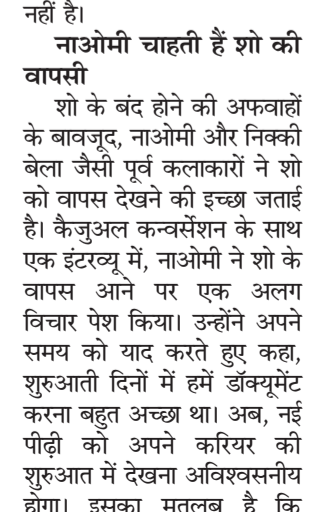 नहीं है।
नाओमी चाहती हैं शो की
वापसी
शो के बंद होने की अफवाहों
के बावजूद, नाओमी और निक्की
बेला जैसी पूर्व कलाकारों ने शो
को वापस देखने की इच्छा जताई
है। कैजुअल कन्वर्सेशन के साथ
एक इंटरव्यू में, नाओमी ने शो के
वापस आने पर एक अलग
विचार पेश किया। उन्होंने अपने
समय को याद करते हुए कहा,
शुरुआती दिनों में हमें डॉक्यूमेंट
करना बहुत अच्छा था। अब, नई
पीढ़ी को अपने करियर की
शुरुआत में देखना अविश्वसनीय
होगा। इसका मतलब है कि